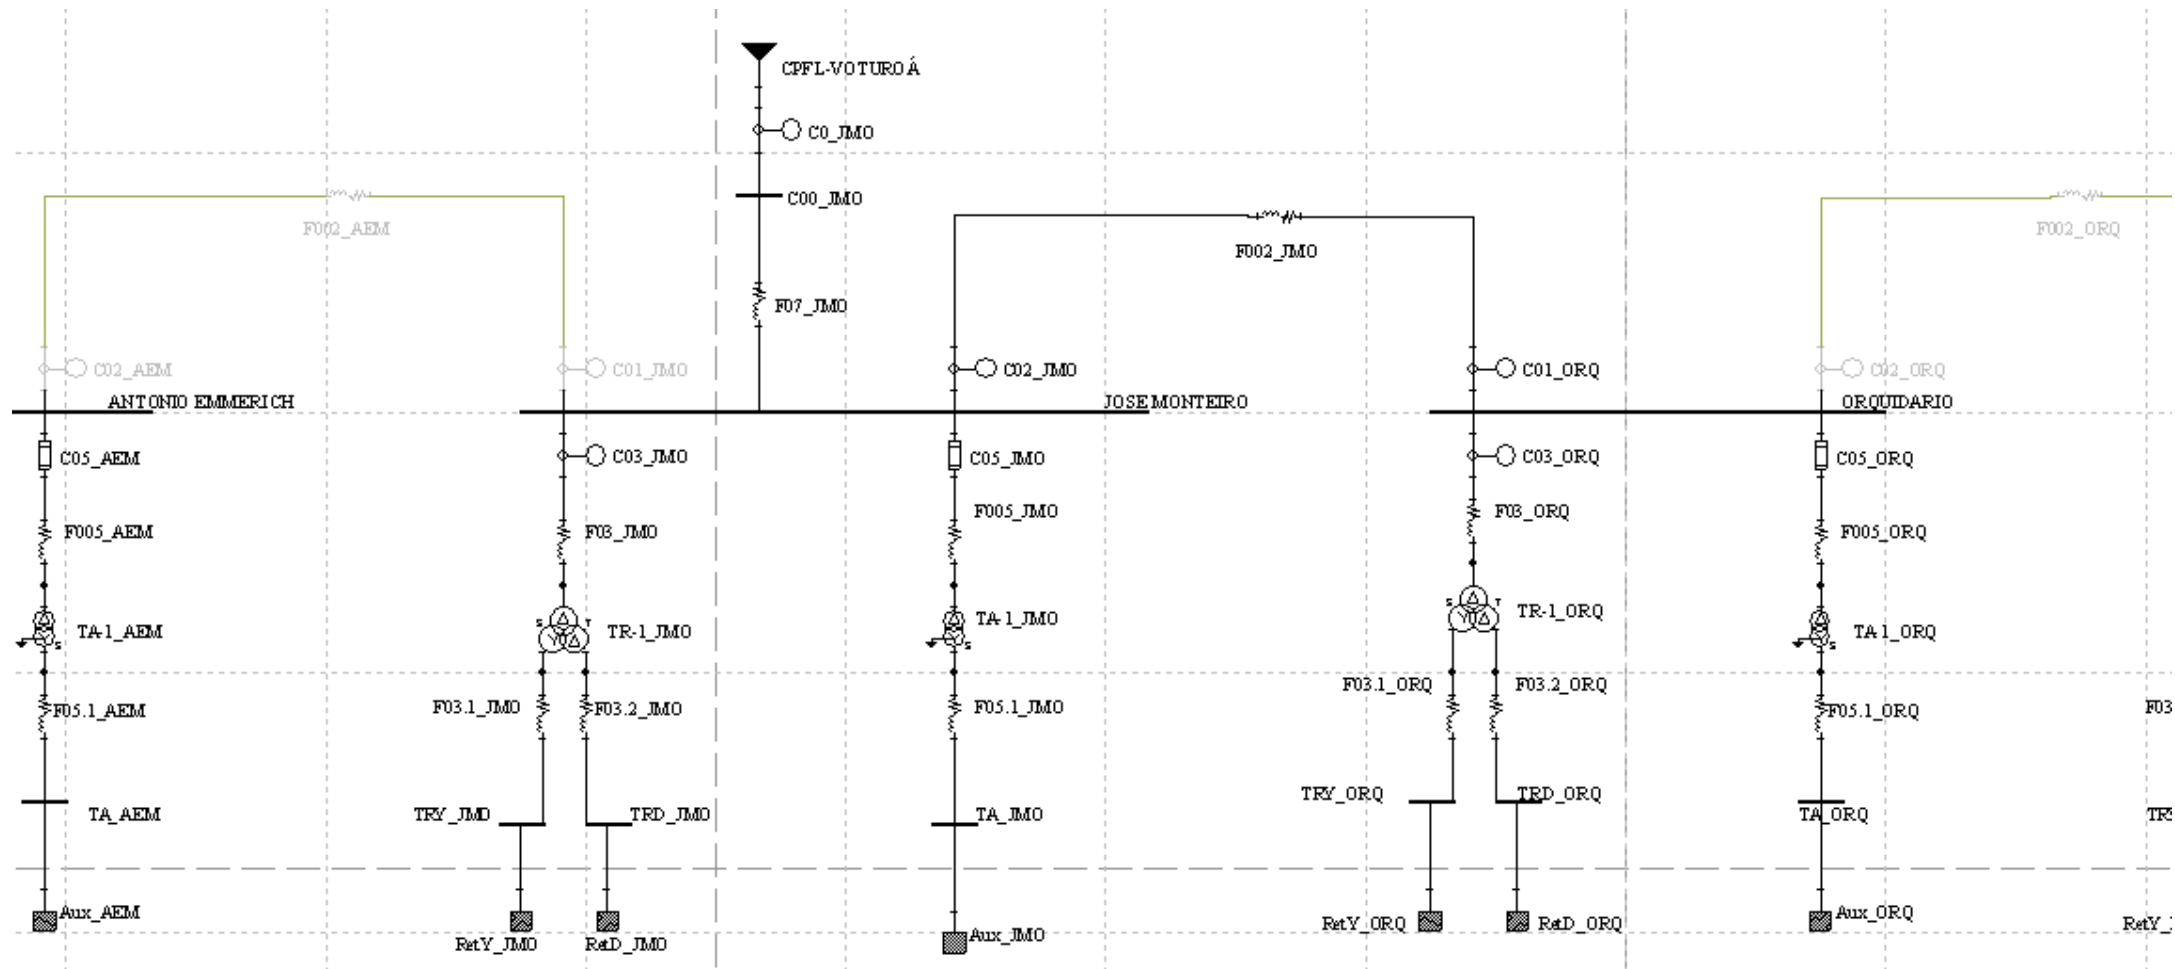 CPFL-VOTUROÁ
C0_JMO
C00_JMO
F002_AEM
F002_JMO
F002_ORQ
F07_JMO
C02_AEM
C01_JMO
C02_JMO
C01_ORQ
C02_ORQ
ANTONIO EMMERICH
JOSE MONTEIRO
ORQUIDARIO
C05_AEM
C03_JMO
C05_JMO
C03_ORQ
C05_ORQ
F005_AEM
F03_JMO
F005_JMO
F03_ORQ
F005_ORQ
S
T
S
T
TA-1_AEM
TR-1_JMO
TA-1_JMO
TR-1_ORQ
TA-1_ORQ
S
S
S
F05.1_AEM
F03.1_JMO
F03.2_JMO
F05.1_JMO
F03.1_ORQ
F03.2_ORQ
F05.1_ORQ
F03
TA_AEM
TRY_JMO
TRD_JMO
TA_JMO
TRY_ORQ
TRD_ORQ
TA_ORQ
Aux_AEM
RetY_JMO
RetD_JMO
Aux_JMO
RetY_ORQ
RetD_ORQ
Aux_ORQ